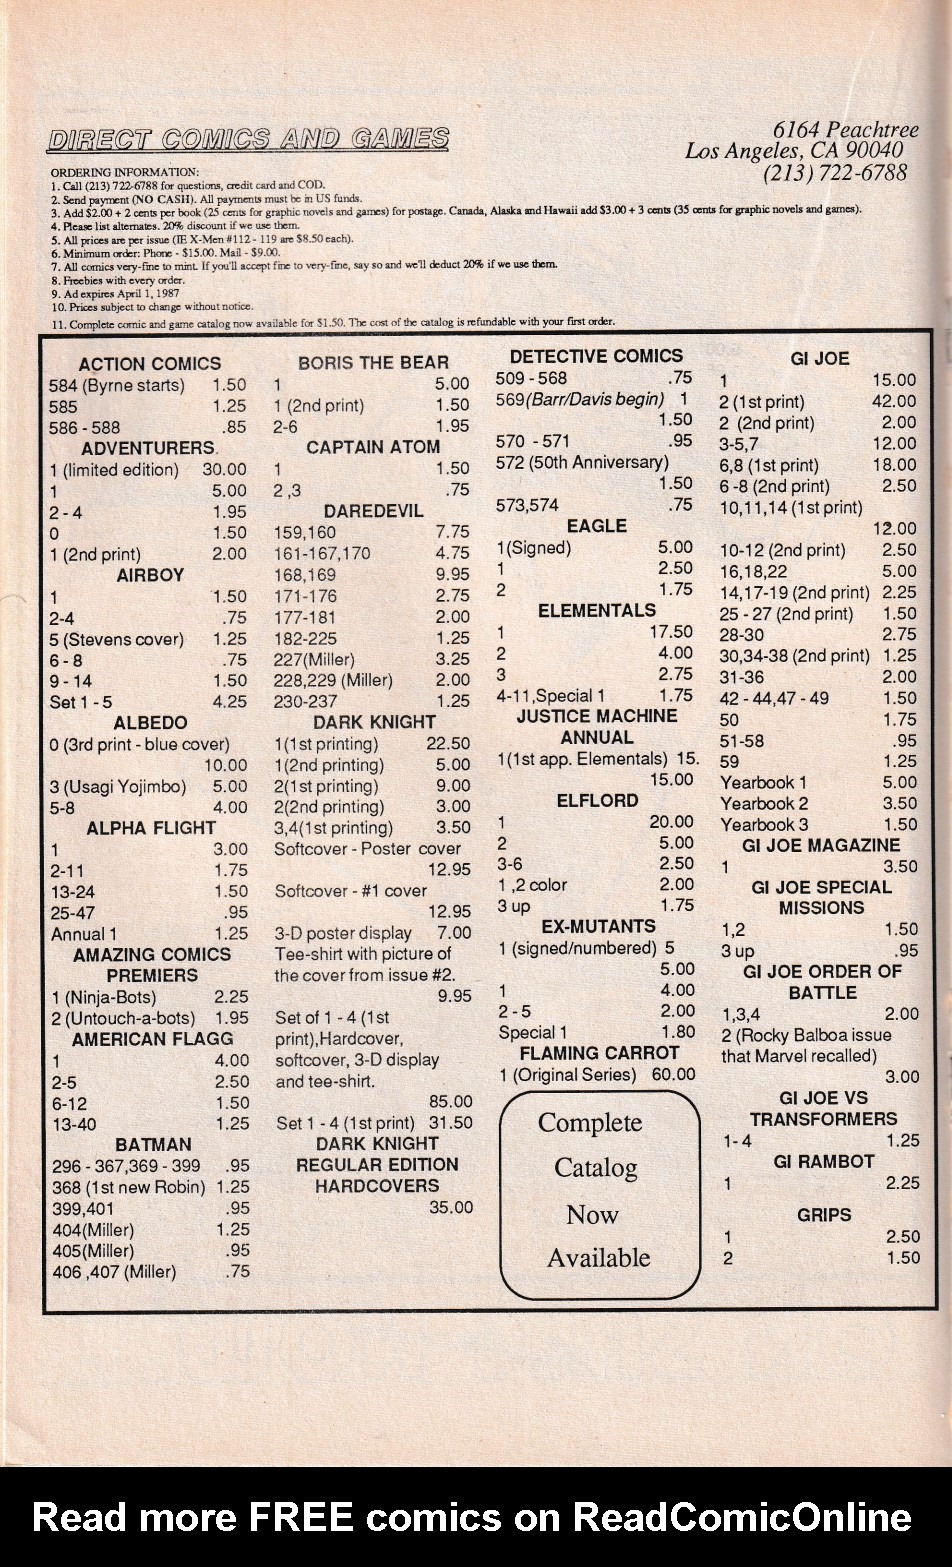 DIRECT COMICS AND GAMES
6164 Peachtree
Los Angeles, CA 90040
(213) 722-6788
ORDERING INFORMATION:
1. Call (213) 722-6788 for questions, credit card and COD.
2. Send payment (NO CASH). All payments must be in US funds.
3. Add $2.00 + 2 cents per book (25 cents for graphic novels and games) for postage. Canada, Alaska and Hawaii add $3.00 + 3 cents (35 cents for graphic novels and games).
4. Please list alternates. 20% discount if we use them.
5. All prices are per issue (IE X-Men #112 - 119 are $8.50 each).
6. Minimum order: Phone - $15.00. Mail - $9.00.
7. All comics very-fine to mint. If you'll accept fine to very-fine, say so and we'll deduct 20% if we use them.
8. Freebies with every order.
9. Ad expires April 1, 1987
10. Prices subject to change without notice.
11. Complete comic and game catalog now available for $1.50. The cost of the catalog is refundable with your first order.
ACTION COMICS
584 (Byrne starts) 1.50
585 1.25
586 - 588 .85
ADVENTURERS.
1 (limited edition) 30.00
1 5.00
2 - 4 1.95
0 1.50
1 (2nd print) 2.00
AIRBOY
1 1.50
2-4 .75
5 (Stevens cover) 1.25
6 - 8 .75
9 - 14 1.50
Set 1 - 5 4.25
ALBEDO
0 (3rd print - blue cover)
10.00
3 (Usagi Yojimbo) 5.00
5-8 4.00
ALPHA FLIGHT
1 3.00
2-11 1.75
13-24 1.50
25-47 .95
Annual 1 1.25
AMAZING COMICS
PREMIERS
1 (Ninja-Bots) 2.25
2 (Untouch-a-bots) 1.95
AMERICAN FLAGG
1 4.00
2-5 2.50
6-12 1.50
13-40 1.25
BATMAN
296 - 367,369 - 399 .95
368 (1st new Robin) 1.25
399,401 .95
404(Miller) 1.25
405(Miller) .95
406 ,407 (Miller) .75
BORIS THE BEAR
1 5.00
1 (2nd print) 1.50
2-6 1.95
CAPTAIN ATOM
1 1.50
2 ,3 .75
DAREDEVIL
159,160 7.75
161-167,170 4.75
168,169 9.95
171-176 2.75
177-181 2.00
182-225 1.25
227(Miller) 3.25
228,229 (Miller) 2.00
230-237 1.25
DARK KNIGHT
1(1st printing) 22.50
1(2nd printing) 5.00
2(1st printing) 9.00
2(2nd printing) 3.00
3,4(1st printing) 3.50
Softcover - Poster cover
12.95
Softcover - #1 cover
12.95
3-D poster display 7.00
Tee-shirt with picture of
the cover from issue #2.
9.95
Set of 1 - 4 (1st
print),Hardcover,
softcover, 3-D display
and tee-shirt.
85.00
Set 1 - 4 (1st print) 31.50
DARK KNIGHT
REGULAR EDITION
HARDCOVERS
35.00
DETECTIVE COMICS
509 - 568 .75
569(Barr/Davis begin) 1
1.50
570 - 571 .95
572 (50th Anniversary)
1.50
573,574 .75
EAGLE
1(Signed) 5.00
1 2.50
2 1.75
ELEMENTALS
1 17.50
2 4.00
3 2.75
4-11,Special 1 1.75
JUSTICE MACHINE
ANNUAL
1(1st app. Elementals) 15.
15.00
ELFLORD
1 20.00
2 5.00
3-6 2.50
1 ,2 color 2.00
3 up 1.75
EX-MUTANTS
1 (signed/numbered) 5
5.00
1 4.00
2 - 5 2.00
Special 1 1.80
FLAMING CARROT
1 (Original Series) 60.00
Complete
Catalog
Now
Available
GI JOE
1 15.00
2 (1st print) 42.00
2 (2nd print) 2.00
3-5,7 12.00
6,8 (1st print) 18.00
6 -8 (2nd print) 2.50
10,11,14 (1st print)
12.00
10-12 (2nd print) 2.50
16,18,22 5.00
14,17-19 (2nd print) 2.25
25 - 27 (2nd print) 1.50
28-30 2.75
30,34-38 (2nd print) 1.25
31-36 2.00
42 - 44,47 - 49 1.50
50 1.75
51-58 .95
59 1.25
Yearbook 1 5.00
Yearbook 2 3.50
Yearbook 3 1.50
GI JOE MAGAZINE
1 3.50
GI JOE SPECIAL
MISSIONS
1,2 1.50
3 up .95
GI JOE ORDER OF
BATTLE
1,3,4 2.00
2 (Rocky Balboa issue
that Marvel recalled)
3.00
GI JOE VS
TRANSFORMERS
1- 4 1.25
GI RAMBOT
1 2.25
GRIPS
1 2.50
2 1.50
Read more FREE comics on ReadComicOnline